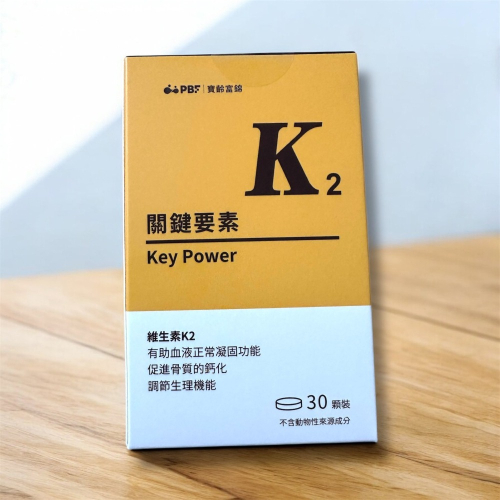 PBF | 寶齡富錦
K2
關鍵要素
Key Power
維生素K2
有助血液正常凝固功能
促進骨質的鈣化
調節生理機能
30 顆裝
不含動物性來源成分